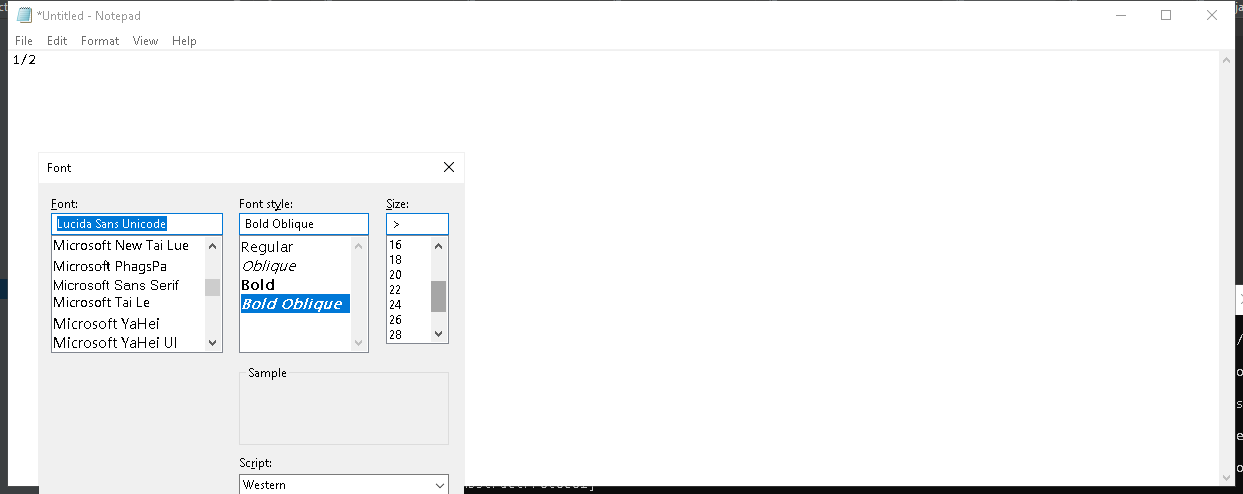 *Untitled - Notepad
File Edit Format View Help
1/2
Font
Font: Font style: Size:
Lucida Sans Unicode Bold Oblique >
Microsoft New Tai Lue Regular 16
Microsoft PhagsPa Oblique 18
Microsoft Sans Serif Bold 20
Microsoft Tai Le Bold Oblique 22
Microsoft YaHei 24
Microsoft YaHei UI 26
28
Sample
Script:
Western